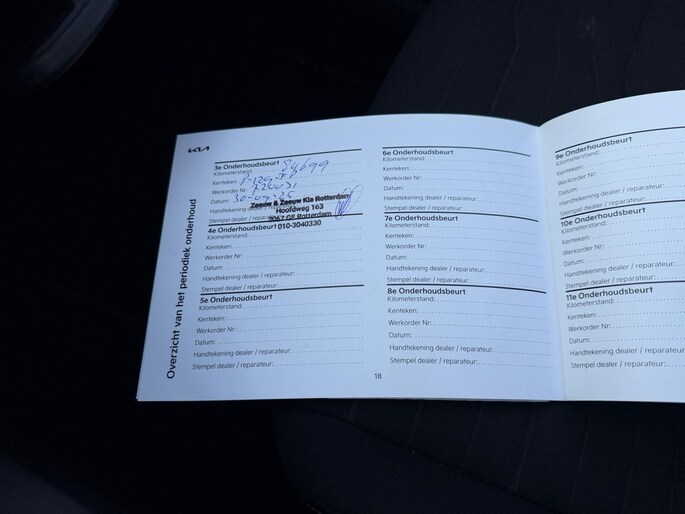 KIA
Overzicht van het periodiek onderhoud
3e Onderhoudsbeurt
Kilometerstand: 84699
Kenteken:
Werkorder Nr:
Datum: 30-09-25
Handtekening dealer / reparateur:
Stempel dealer / reparateur:
Zeeuw & Zeeuw Kia Rotterdam
Hoofdweg 163
3067 GE Rotterdam
010-3040330
4e Onderhoudsbeurt
Kilometerstand:
Kenteken:
Werkorder Nr:
Datum:
Handtekening dealer / reparateur:
Stempel dealer / reparateur:
5e Onderhoudsbeurt
Kilometerstand:
Kenteken:
Werkorder Nr:
Datum:
Handtekening dealer / reparateur:
Stempel dealer / reparateur:
6e Onderhoudsbeurt
Kilometerstand:
Kenteken:
Werkorder Nr:
Datum:
Handtekening dealer / reparateur:
Stempel dealer / reparateur:
7e Onderhoudsbeurt
Kilometerstand:
Kenteken:
Werkorder Nr:
Datum:
Handtekening dealer / reparateur:
Stempel dealer / reparateur:
8e Onderhoudsbeurt
Kilometerstand:
Kenteken:
Werkorder Nr:
Datum:
Handtekening dealer / reparateur:
Stempel dealer / reparateur:
18
9e Onderhoudsbeurt
Kilometerstand:
Kenteken:
Werkorder Nr:
Datum:
Handtekening dealer / reparateur:
Stempel dealer / reparateur:
10e Onderhoudsbeurt
Kilometerstand:
Kenteken:
Werkorder Nr:
Datum:
Handtekening dealer / reparateur:
Stempel dealer / reparateur:
11e Onderhoudsbeurt
Kilometerstand:
Kenteken:
Werkorder Nr:
Datum:
Handtekening dealer / reparateur:
Stempel dealer / reparateur: